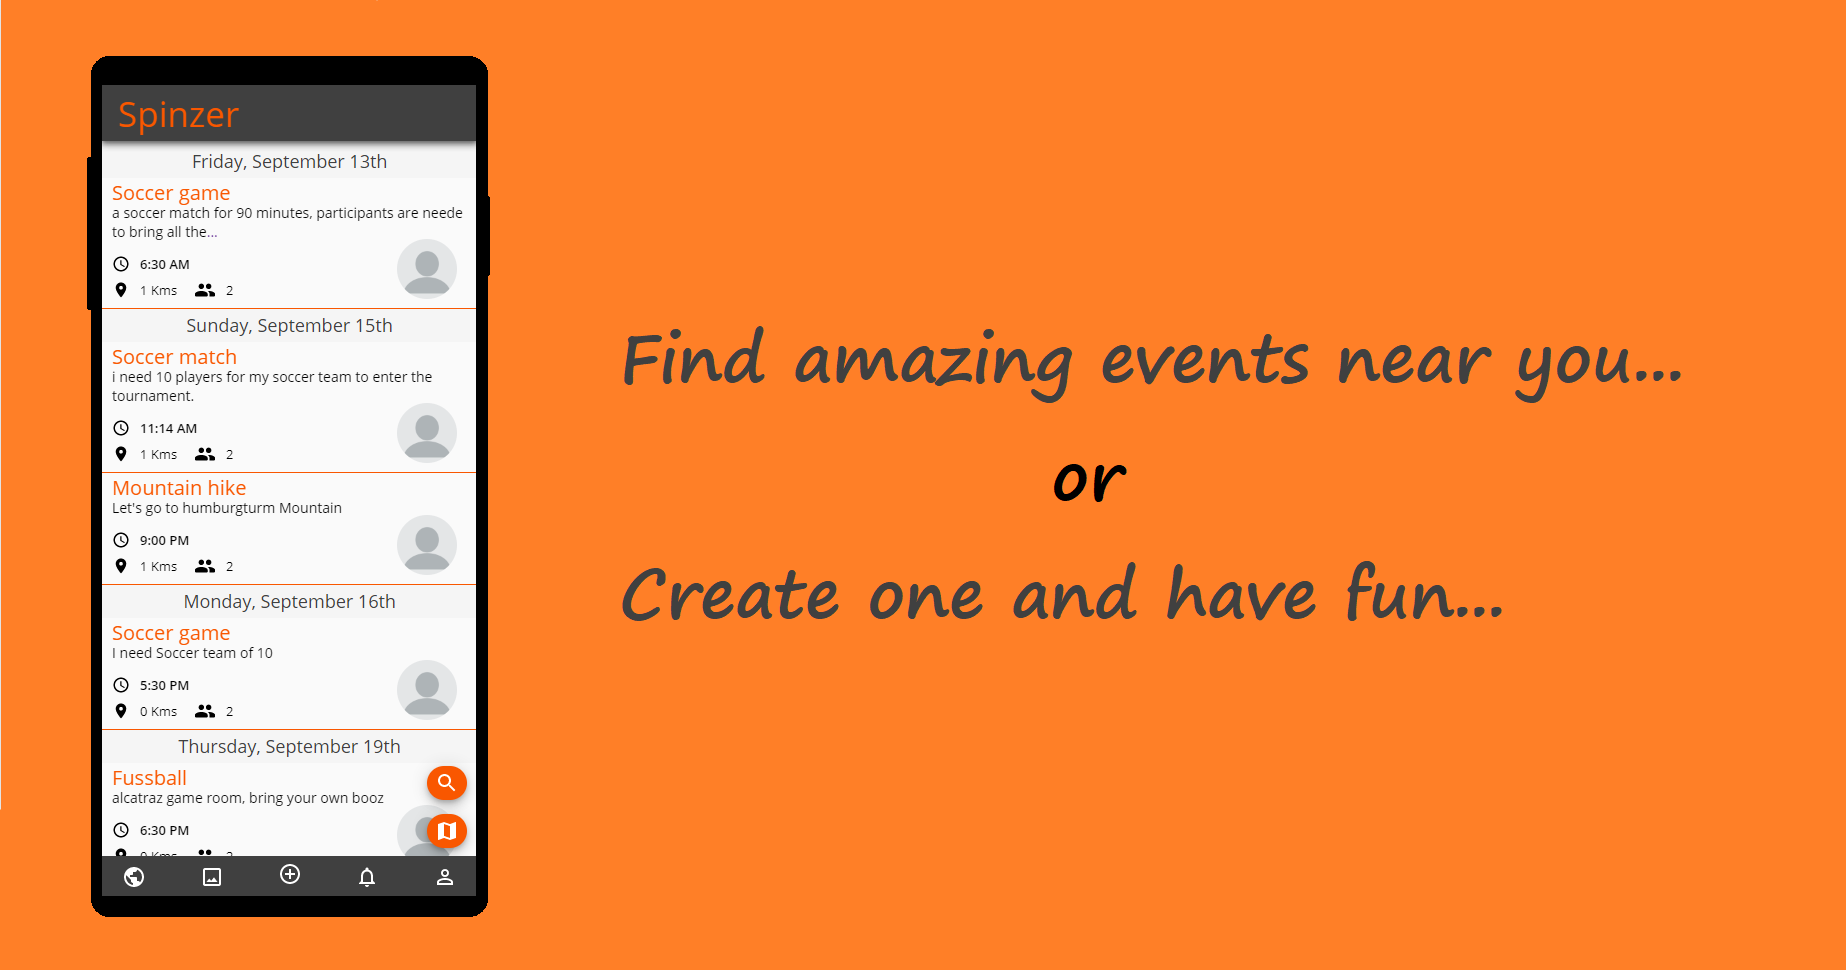 Spinzer
Friday, September 13th
Soccer game
a soccer match for 90 minutes, participants are neede
to bring all the...
6:30 AM
1 Kms 2
Sunday, September 15th
Soccer match
i need 10 players for my soccer team to enter the
tournament.
11:14 AM
1 Kms 2
Mountain hike
Let's go to humburgturm Mountain
9:00 PM
1 Kms 2
Monday, September 16th
Soccer game
I need Soccer team of 10
5:30 PM
0 Kms 2
Thursday, September 19th
Fussball
alcatraz game room, bring your own booz
6:30 PM
0 Kms 2
Find amazing events near you...
or
Create one and have fun...